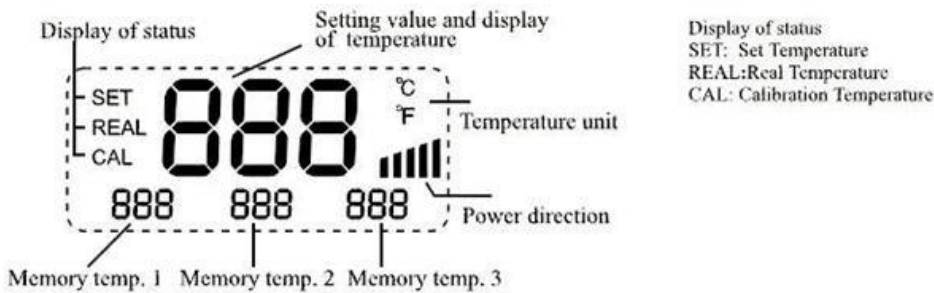 Setting value and display
of temperature
Display of status
SET
REAL
CAL
888
°C
°F
Temperature unit
Power direction
888 888 888
Memory temp. 1 Memory temp. 2 Memory temp. 3
Display of status
SET: Set Temperature
REAL:Real Temperature
CAL: Calibration Temperature